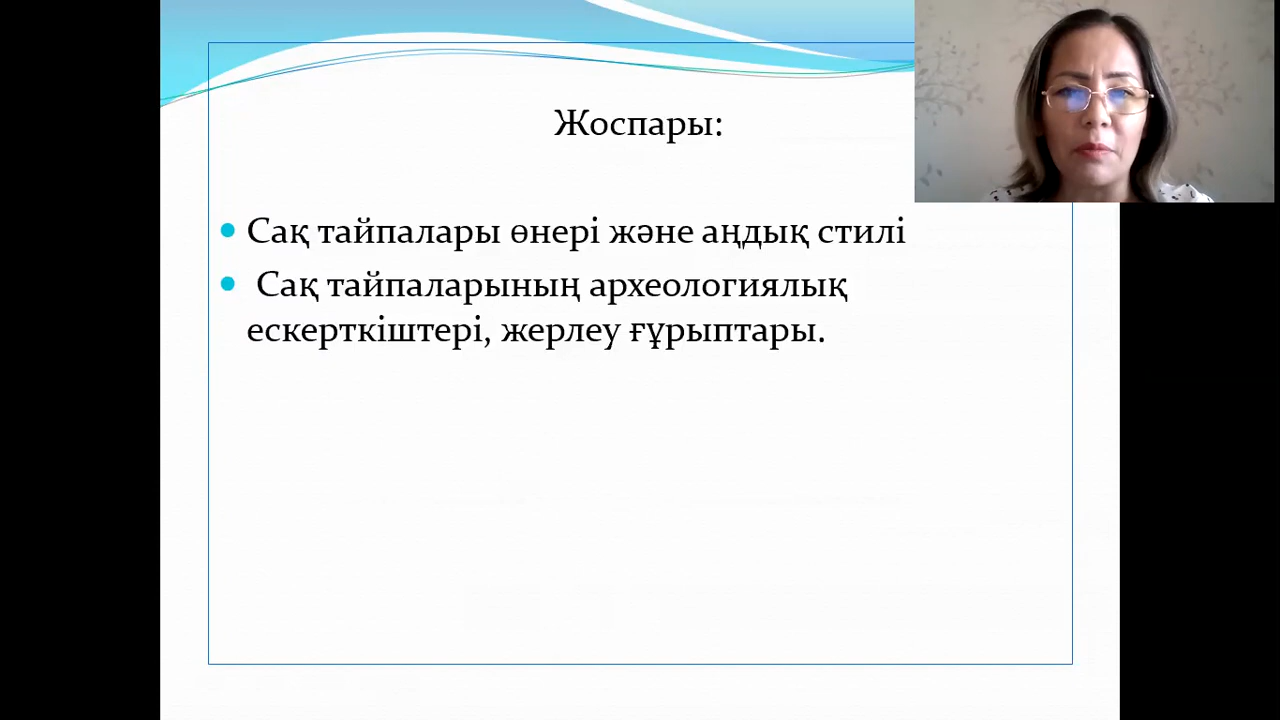 Жоспары:
Сақ тайпалары өнері және аңдық стилі
Сақ тайпаларының археологиялық
ескерткіштері, жерлеу ғұрыптары.